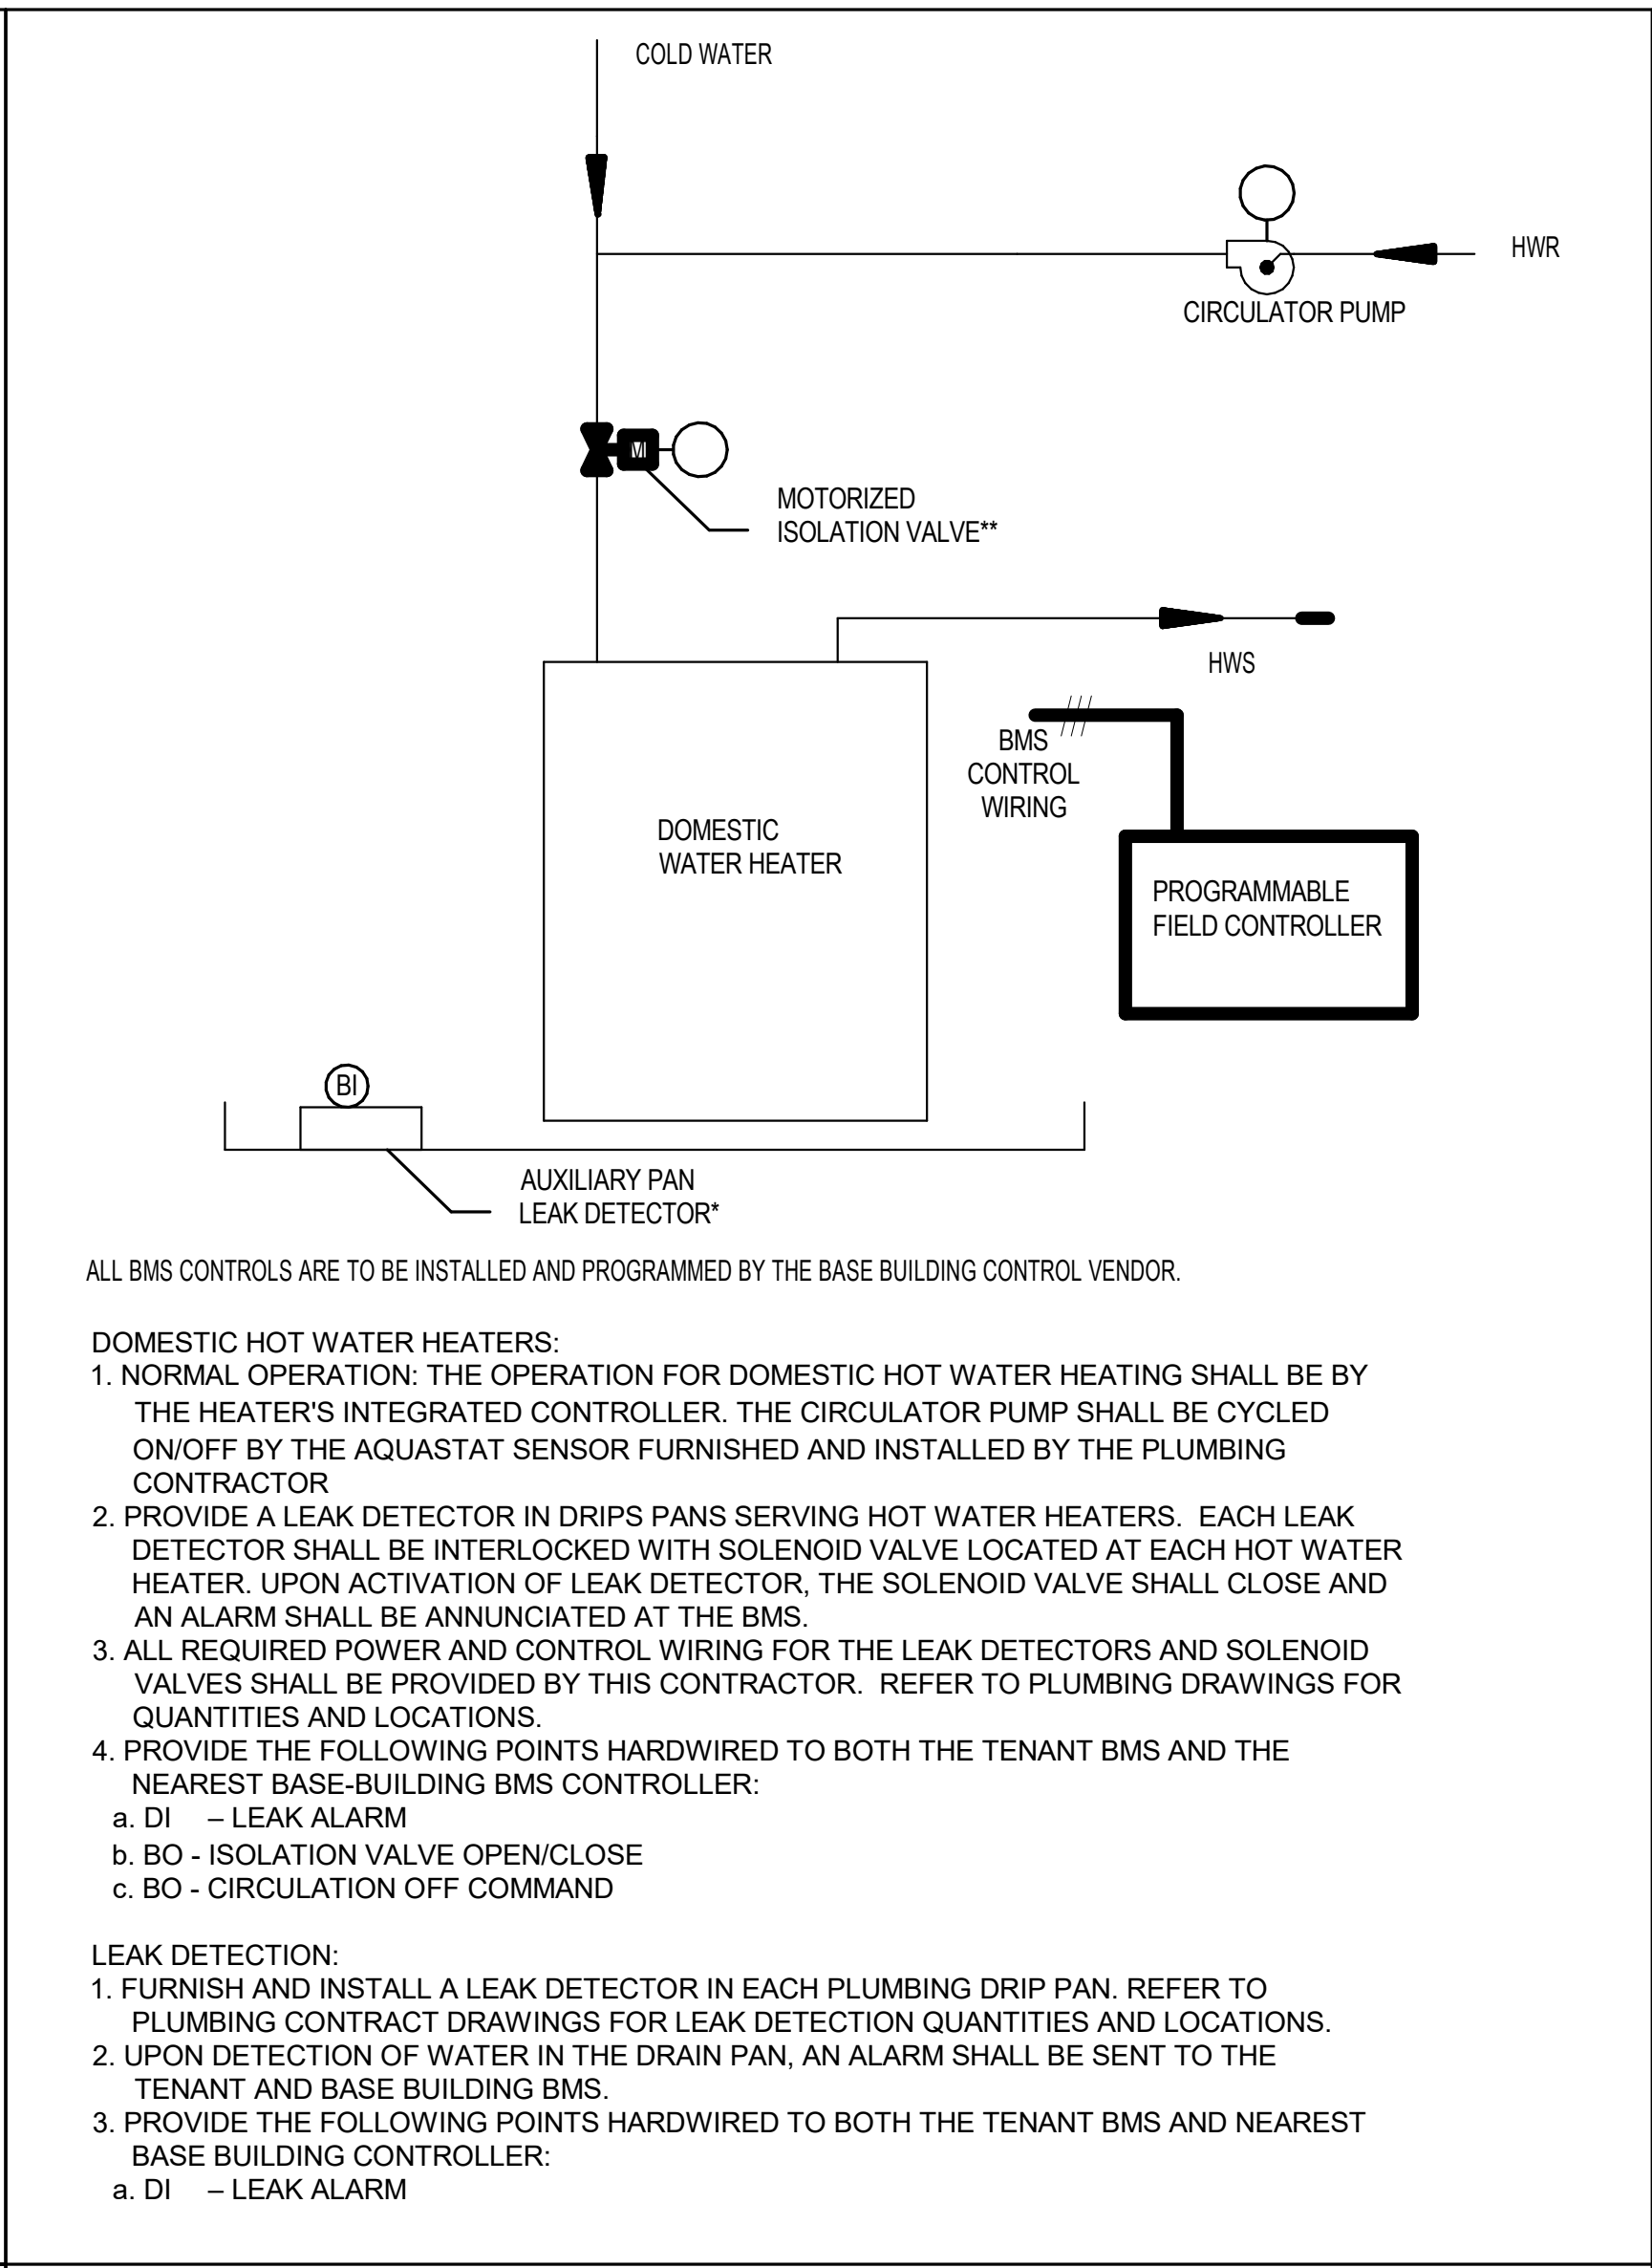 COLD WATER
HWR
CIRCULATOR PUMP
M
MOTORIZED
ISOLATION VALVE**
HWS
BMS
CONTROL
WIRING
DOMESTIC
WATER HEATER
PROGRAMMABLE
FIELD CONTROLLER
BI
AUXILIARY PAN
LEAK DETECTOR*
ALL BMS CONTROLS ARE TO BE INSTALLED AND PROGRAMMED BY THE BASE BUILDING CONTROL VENDOR.
DOMESTIC HOT WATER HEATERS:
1. NORMAL OPERATION: THE OPERATION FOR DOMESTIC HOT WATER HEATING SHALL BE BY
THE HEATER'S INTEGRATED CONTROLLER. THE CIRCULATOR PUMP SHALL BE CYCLED
ON/OFF BY THE AQUASTAT SENSOR FURNISHED AND INSTALLED BY THE PLUMBING
CONTRACTOR
2. PROVIDE A LEAK DETECTOR IN DRIPS PANS SERVING HOT WATER HEATERS.  EACH LEAK
DETECTOR SHALL BE INTERLOCKED WITH SOLENOID VALVE LOCATED AT EACH HOT WATER
HEATER. UPON ACTIVATION OF LEAK DETECTOR, THE SOLENOID VALVE SHALL CLOSE AND
AN ALARM SHALL BE ANNUNCIATED AT THE BMS.
3. ALL REQUIRED POWER AND CONTROL WIRING FOR THE LEAK DETECTORS AND SOLENOID
VALVES SHALL BE PROVIDED BY THIS CONTRACTOR.  REFER TO PLUMBING DRAWINGS FOR
QUANTITIES AND LOCATIONS.
4. PROVIDE THE FOLLOWING POINTS HARDWIRED TO BOTH THE TENANT BMS AND THE
NEAREST BASE-BUILDING BMS CONTROLLER:
a. DI – LEAK ALARM
b. BO - ISOLATION VALVE OPEN/CLOSE
c. BO - CIRCULATION OFF COMMAND
LEAK DETECTION:
1. FURNISH AND INSTALL A LEAK DETECTOR IN EACH PLUMBING DRIP PAN. REFER TO
PLUMBING CONTRACT DRAWINGS FOR LEAK DETECTION QUANTITIES AND LOCATIONS.
2. UPON DETECTION OF WATER IN THE DRAIN PAN, AN ALARM SHALL BE SENT TO THE
TENANT AND BASE BUILDING BMS.
3. PROVIDE THE FOLLOWING POINTS HARDWIRED TO BOTH THE TENANT BMS AND NEAREST
BASE BUILDING CONTROLLER:
a. DI – LEAK ALARM